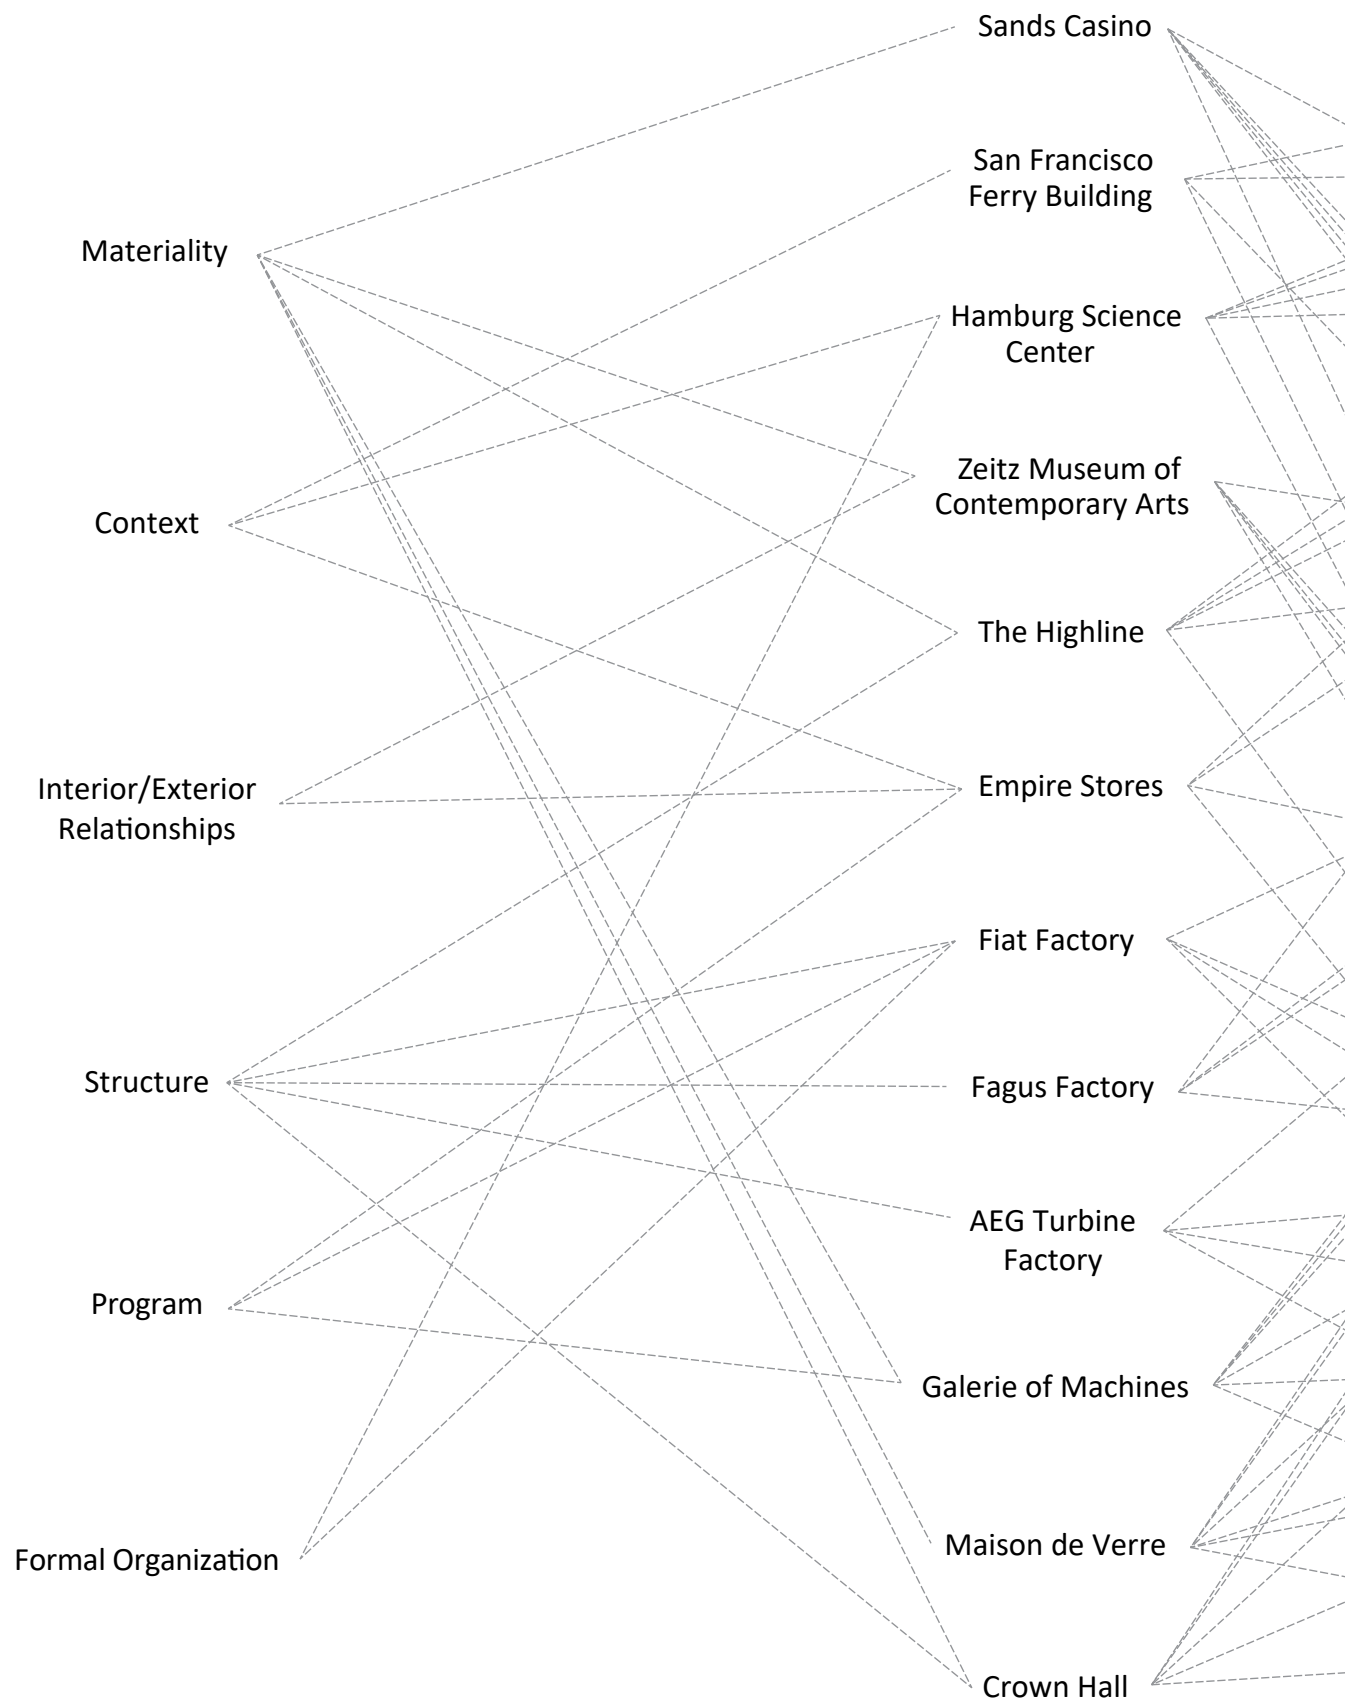 Materiality
Context
Interior/Exterior
Relationships
Structure
Program
Formal Organization
Sands Casino
San Francisco
Ferry Building
Hamburg Science
Center
Zeitz Museum of
Contemporary Arts
The Highline
Empire Stores
Fiat Factory
Fagus Factory
AEG Turbine
Factory
Galerie of Machines
Maison de Verre
Crown Hall